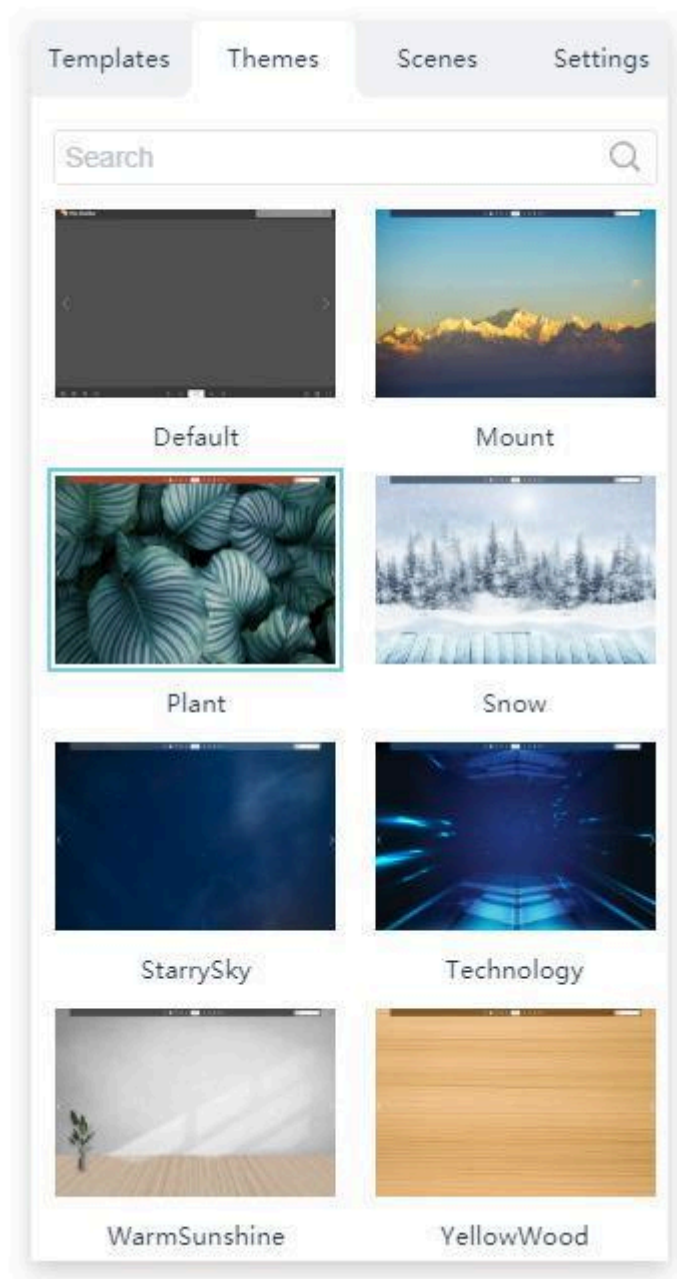 Templates Themes Scenes Settings
Search
Default Mount
Plant Snow
StarrySky Technology
WarmSunshine YellowWood